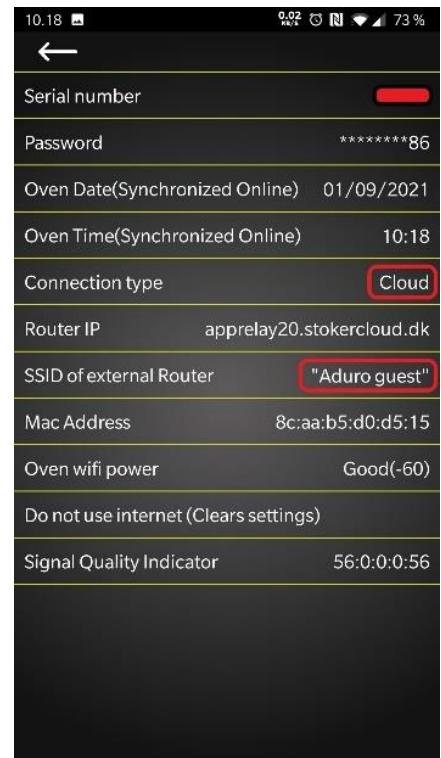 10.18 0.02 KB/S 73 %
Serial number
Password ********86
Oven Date(Synchronized Online) 01/09/2021
Oven Time(Synchronized Online) 10:18
Connection type Cloud
Router IP apprelay20.stokercloud.dk
SSID of external Router "Aduro guest"
Mac Address 8c:aa:b5:d0:d5:15
Oven wifi power Good(-60)
Do not use internet (Clears settings)
Signal Quality Indicator 56:0:0:0:56